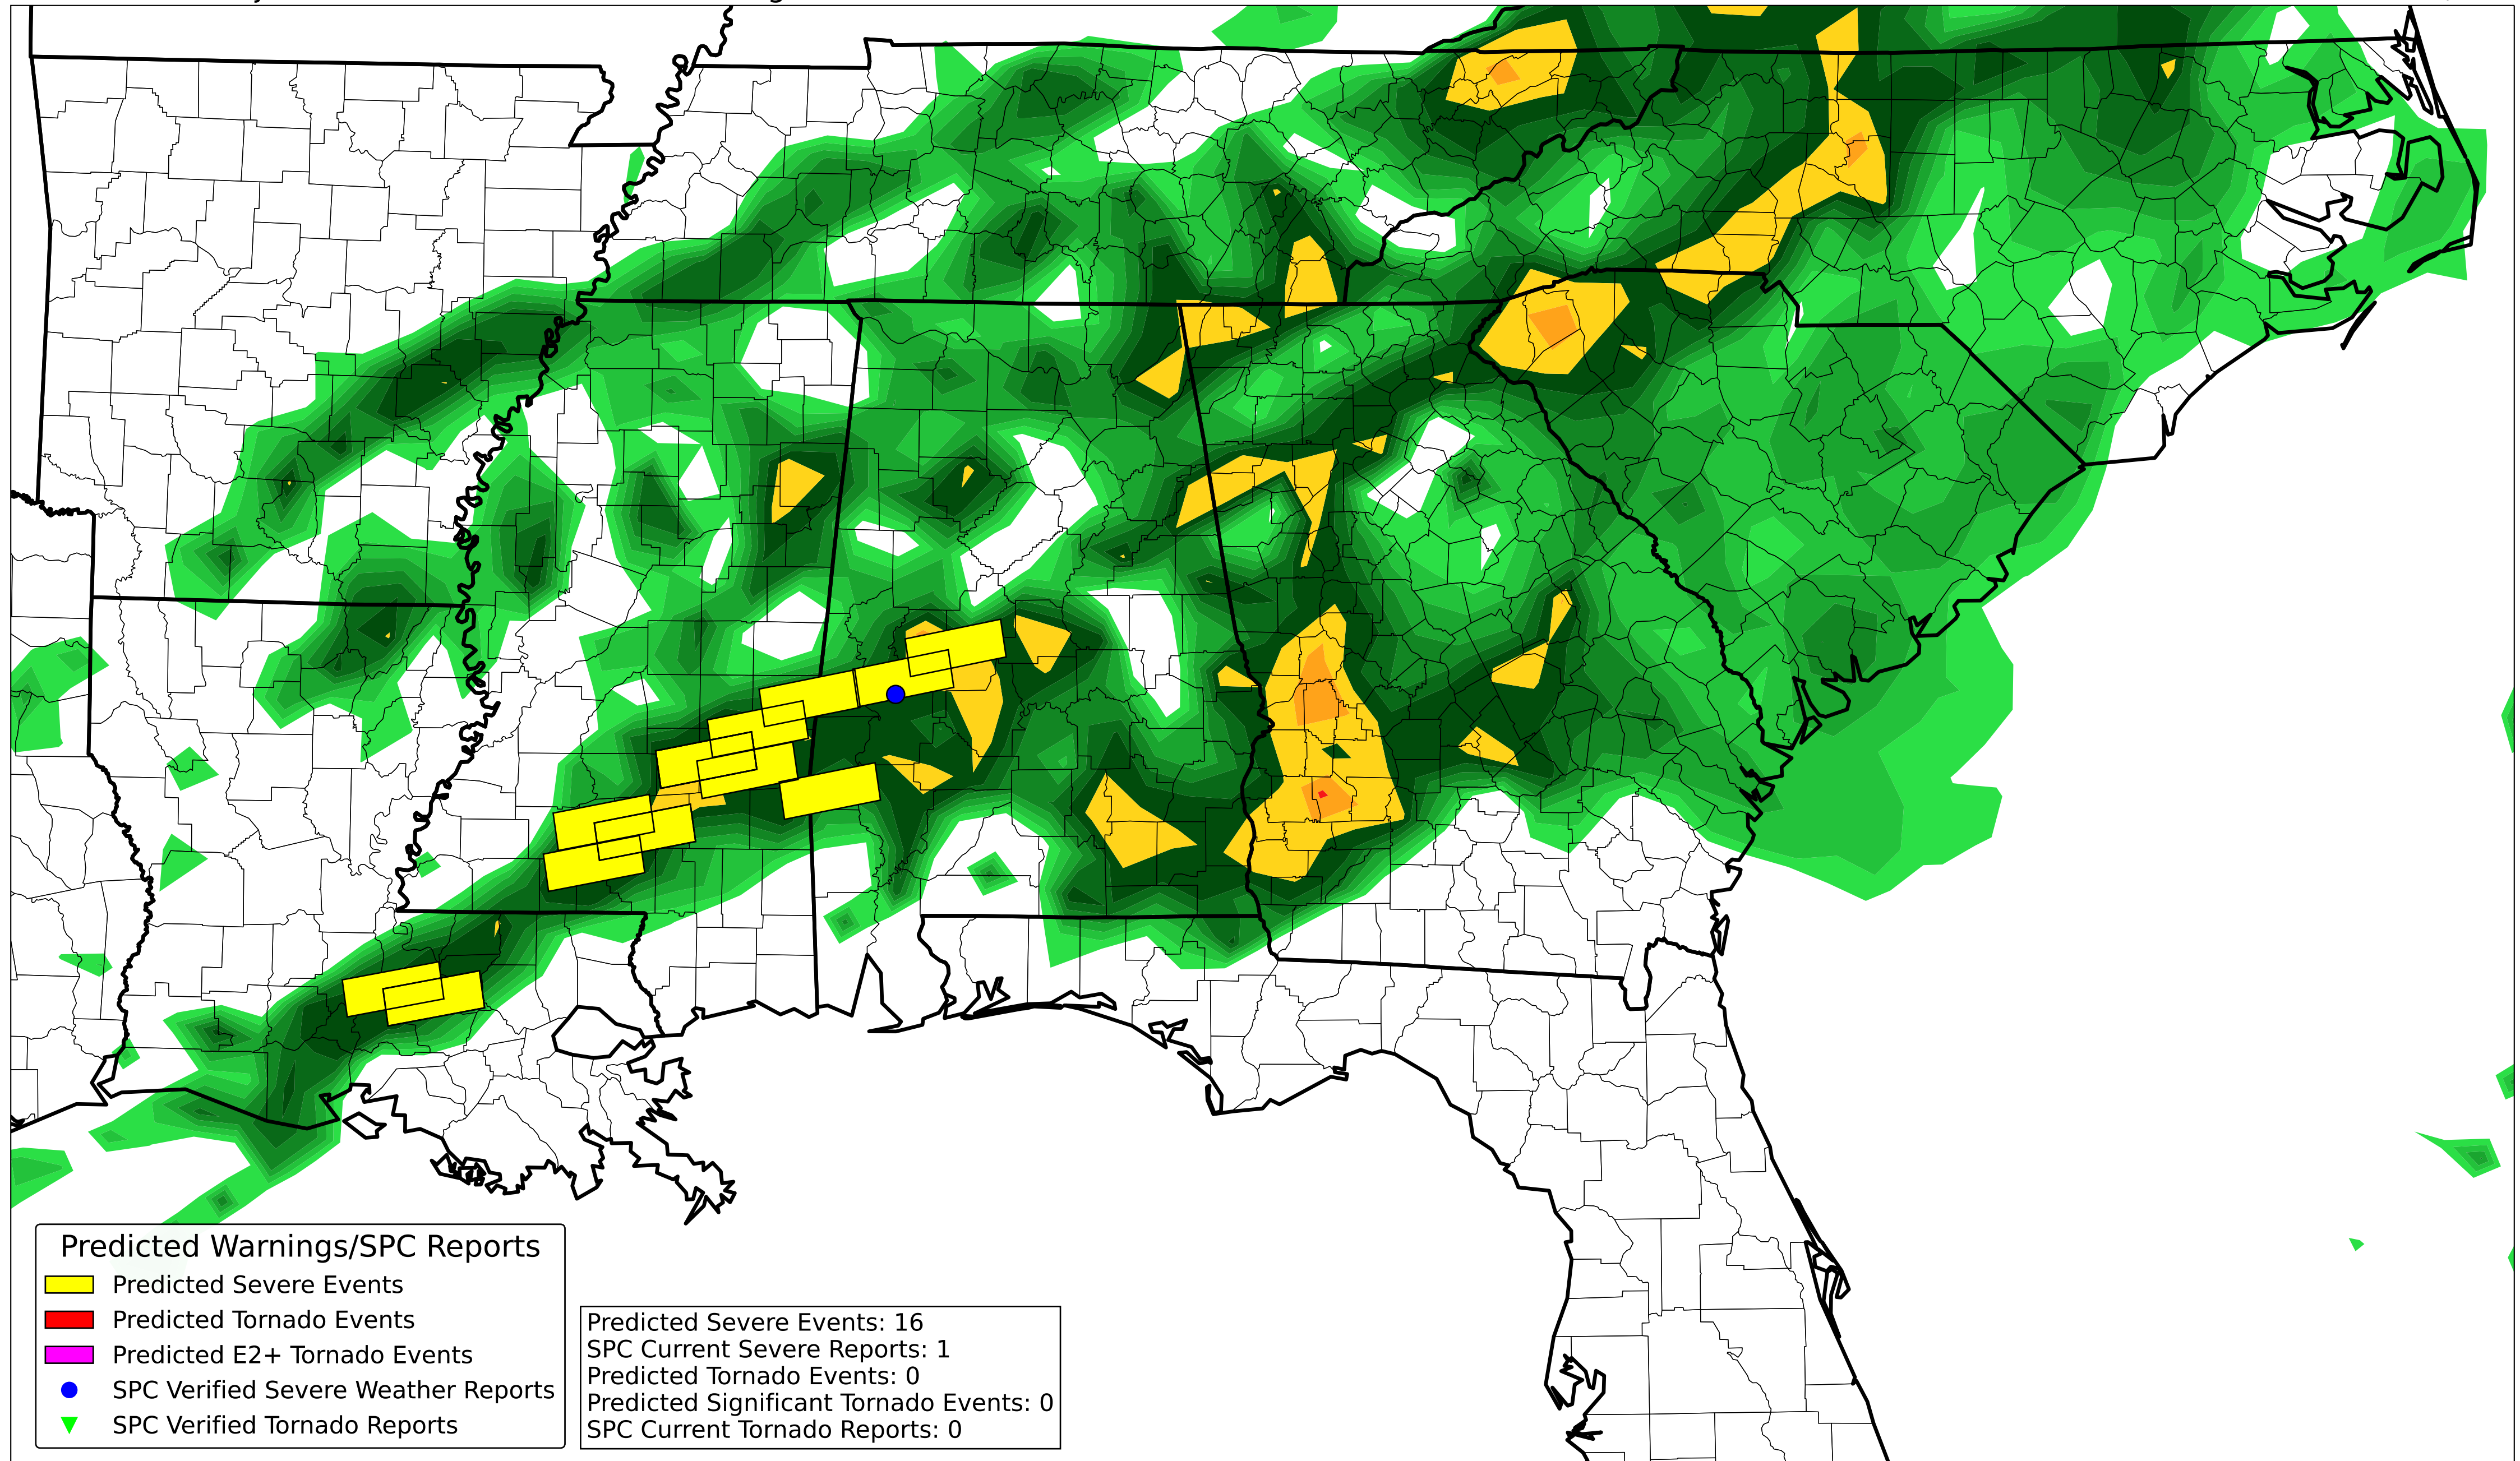 Predicted Warnings/SPC Reports
Predicted Severe Events
Predicted Tornado Events
Predicted E2+ Tornado Events
SPC Verified Severe Weather Reports
SPC Verified Tornado Reports
Predicted Severe Events: 16
SPC Current Severe Reports: 1
Predicted Tornado Events: 0
Predicted Significant Tornado Events: 0
SPC Current Tornado Reports: 0